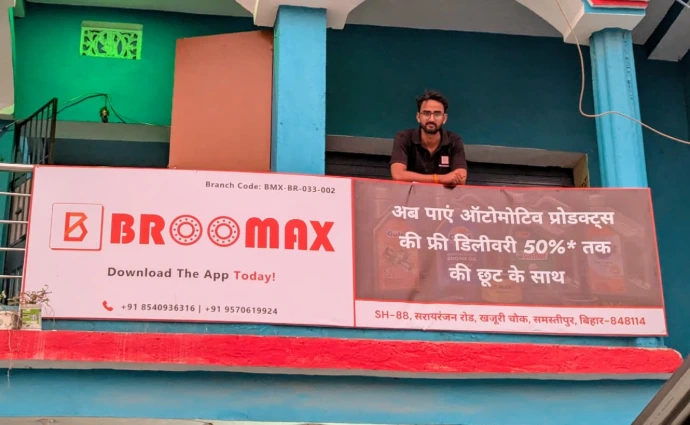 Branch Code: BMX-BR-033-002
B BROOMAX
Download The App Today!
+91 8540936316 | +91 9570619924
अब पाएं ऑटोमोटिव प्रोडक्ट्स
की फ्री डिलीवरी 50%* तक
की छूट के साथ
SH-88, सरायरंजन रोड, खजूरी चोक, समस्तीपुर, बिहार-848114